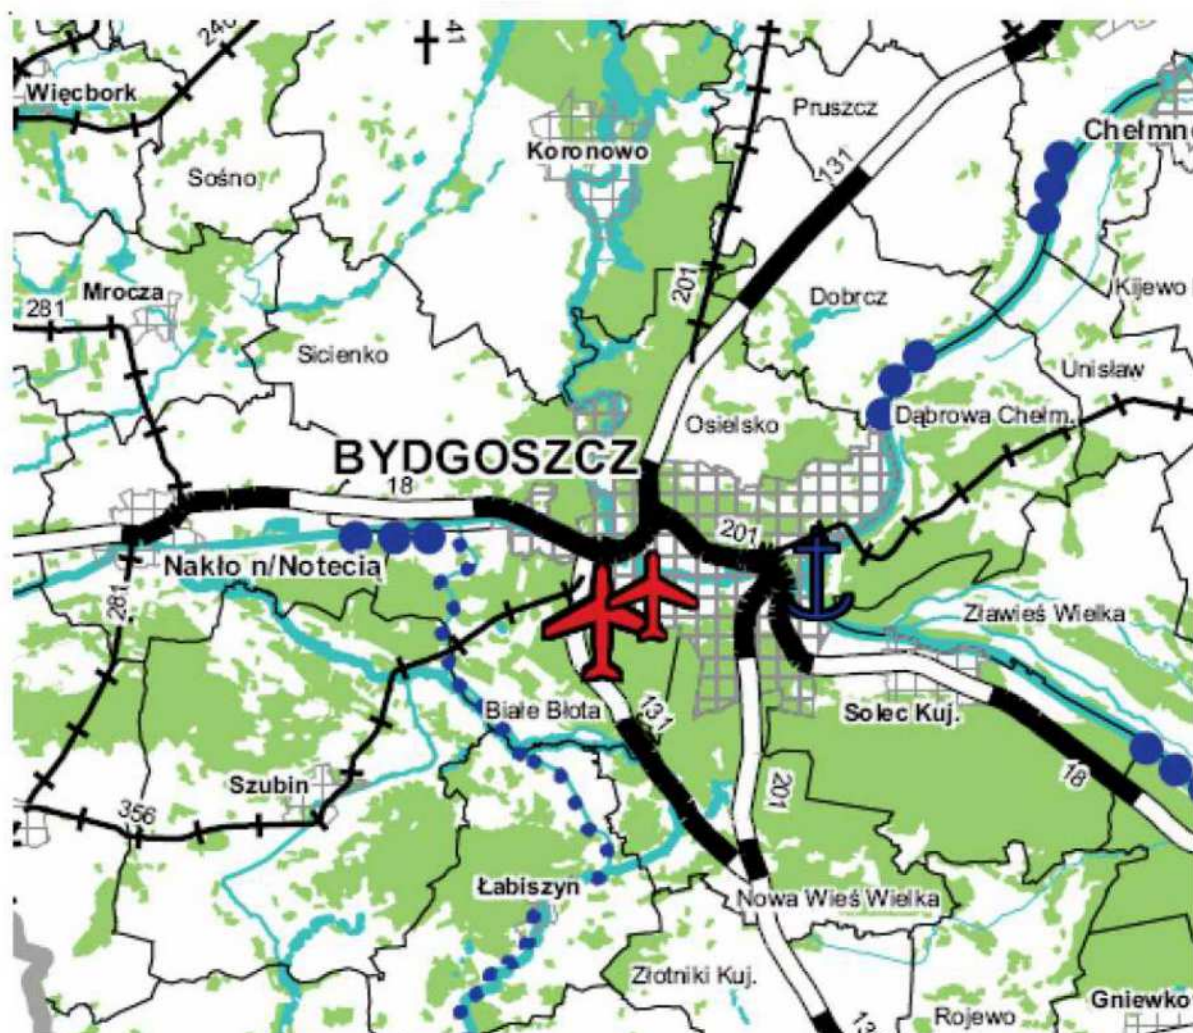 240
41
Więcbork
Pruszcz
Chełmno
Koronowo
131
Sośno
201
Mrocza
281
Dobrcz
Kijewo
Sicienko
Unisław
Dąbrowa Chełm.
Osielsko
BYDGOSZCZ
18
201
Nakło n/Notecią
281
Zławieś Wielka
Białe Błota
131
Solec Kuj.
18
Szubin
201
356
Łabiszyn
Nowa Wieś Wielka
Złotniki Kuj.
Gniewko
Rojewo
13